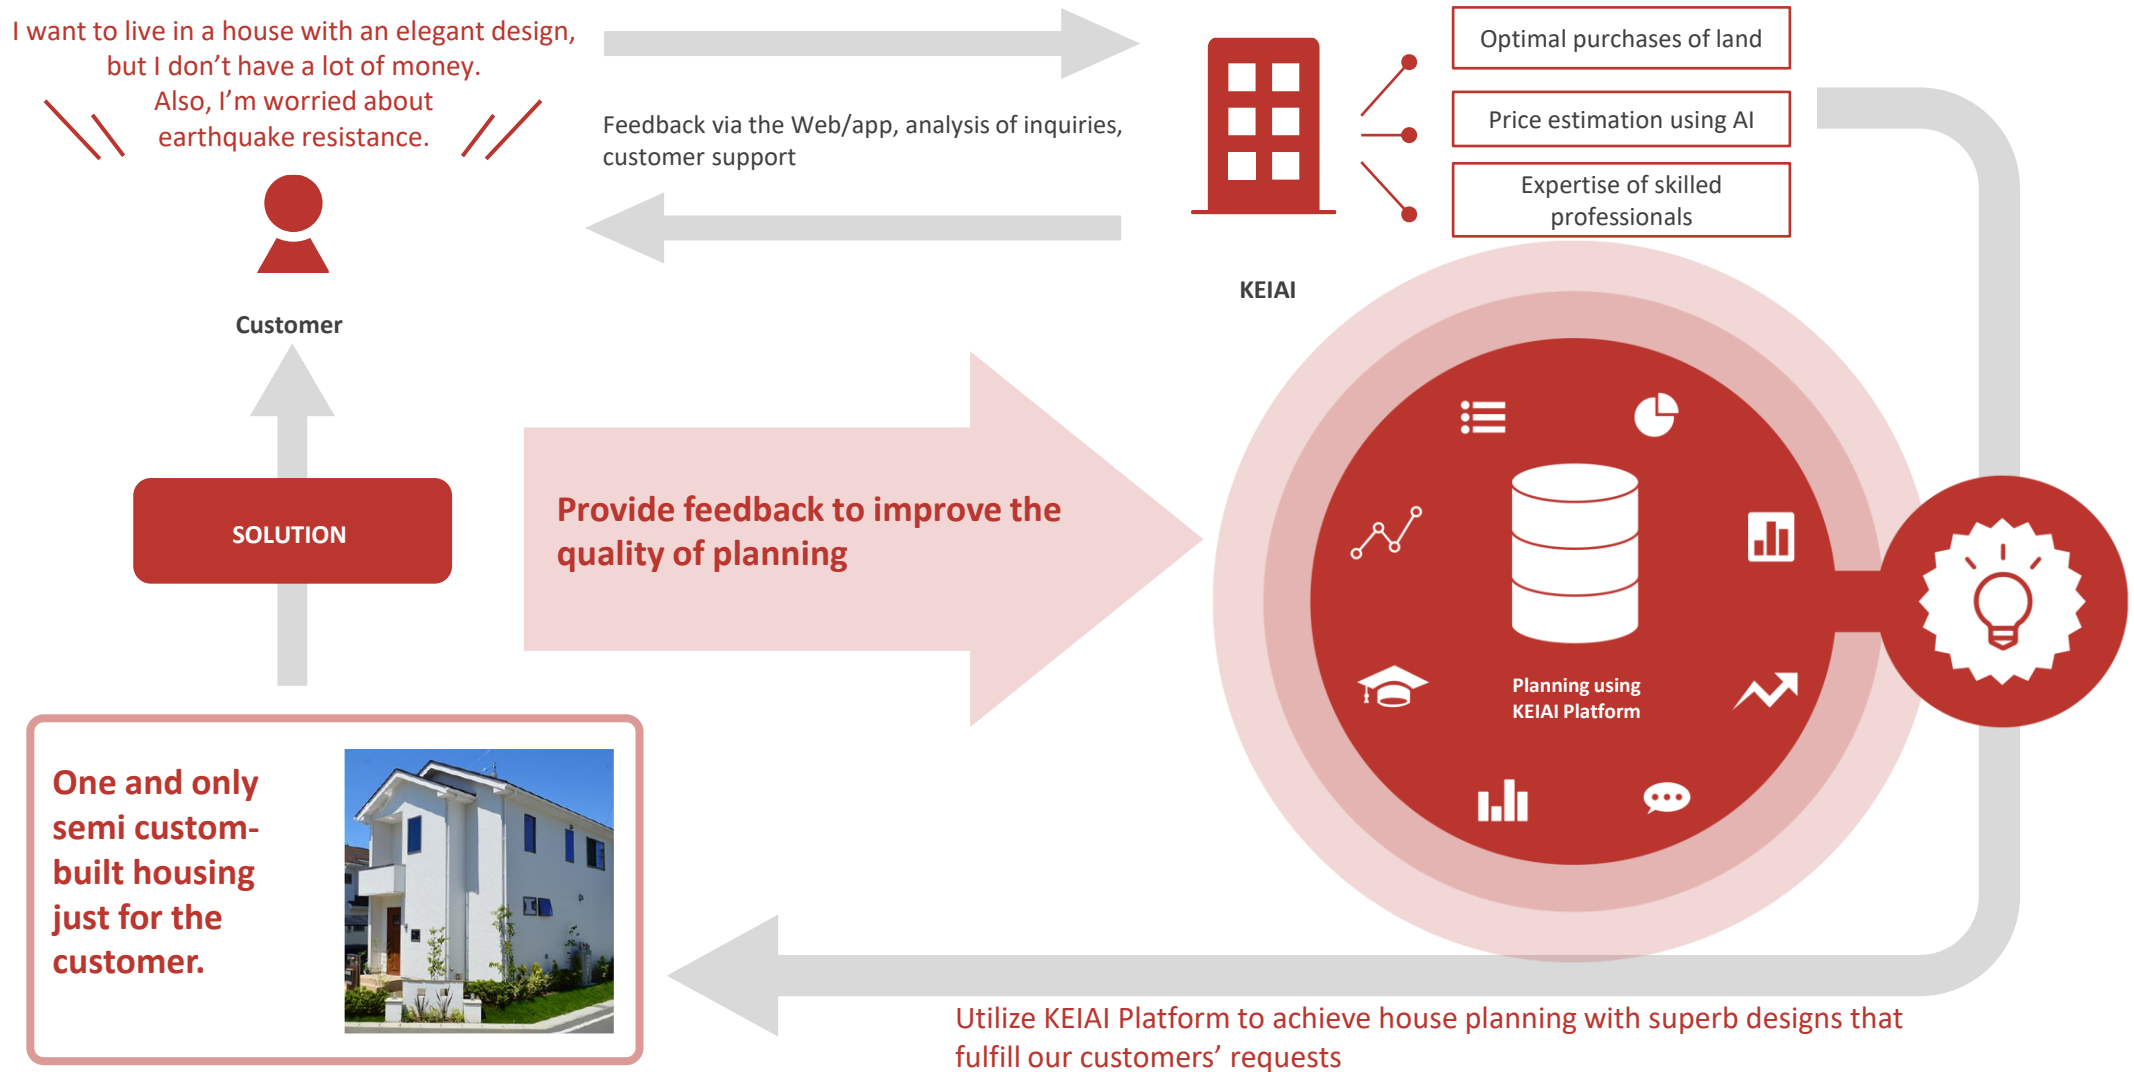 I want to live in a house with an elegant design,
but I don’t have a lot of money.
Also, I’m worried about
earthquake resistance.
Customer
Feedback via the Web/app, analysis of inquiries,
customer support
KEIAI
Optimal purchases of land
Price estimation using AI
Expertise of skilled
professionals
SOLUTION
Provide feedback to improve the
quality of planning
Planning using
KEIAI Platform
One and only
semi custom-
built housing
just for the
customer.
Utilize KEIAI Platform to achieve house planning with superb designs that
fulfill our customers’ requests